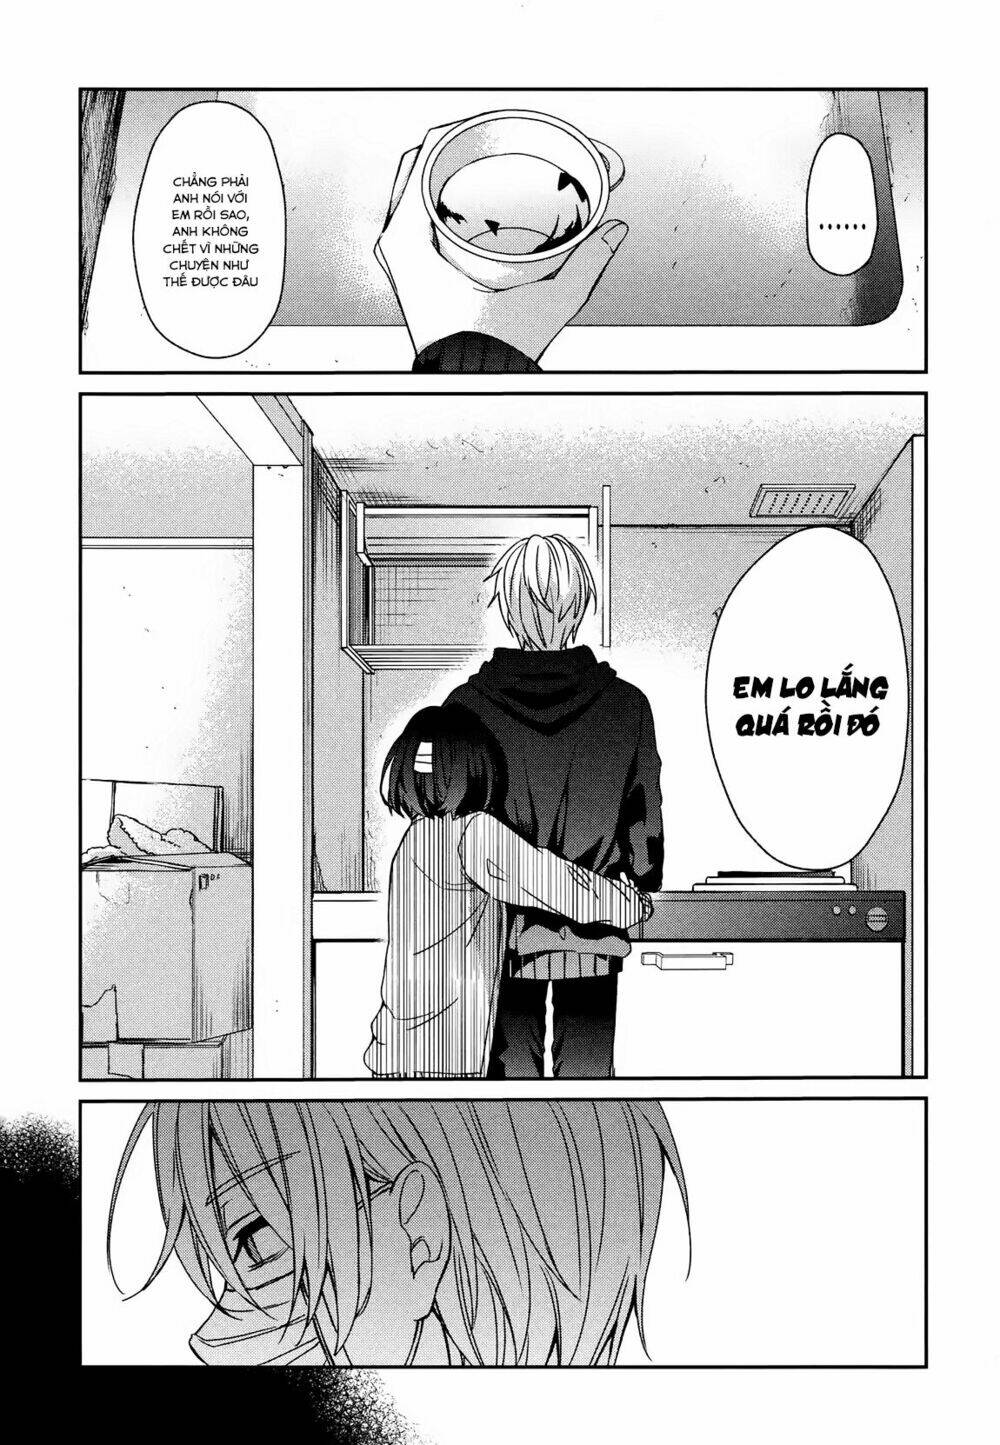 ......
CHẲNG PHẢI
ANH NÓI VỚI
EM RỒI SAO,
ANH KHÔNG
CHẾT VÌ NHỮNG
CHUYỆN NHƯ
THẾ ĐƯỢC ĐÂU
EM LO LẮNG
QUÁ RỒI ĐÓ